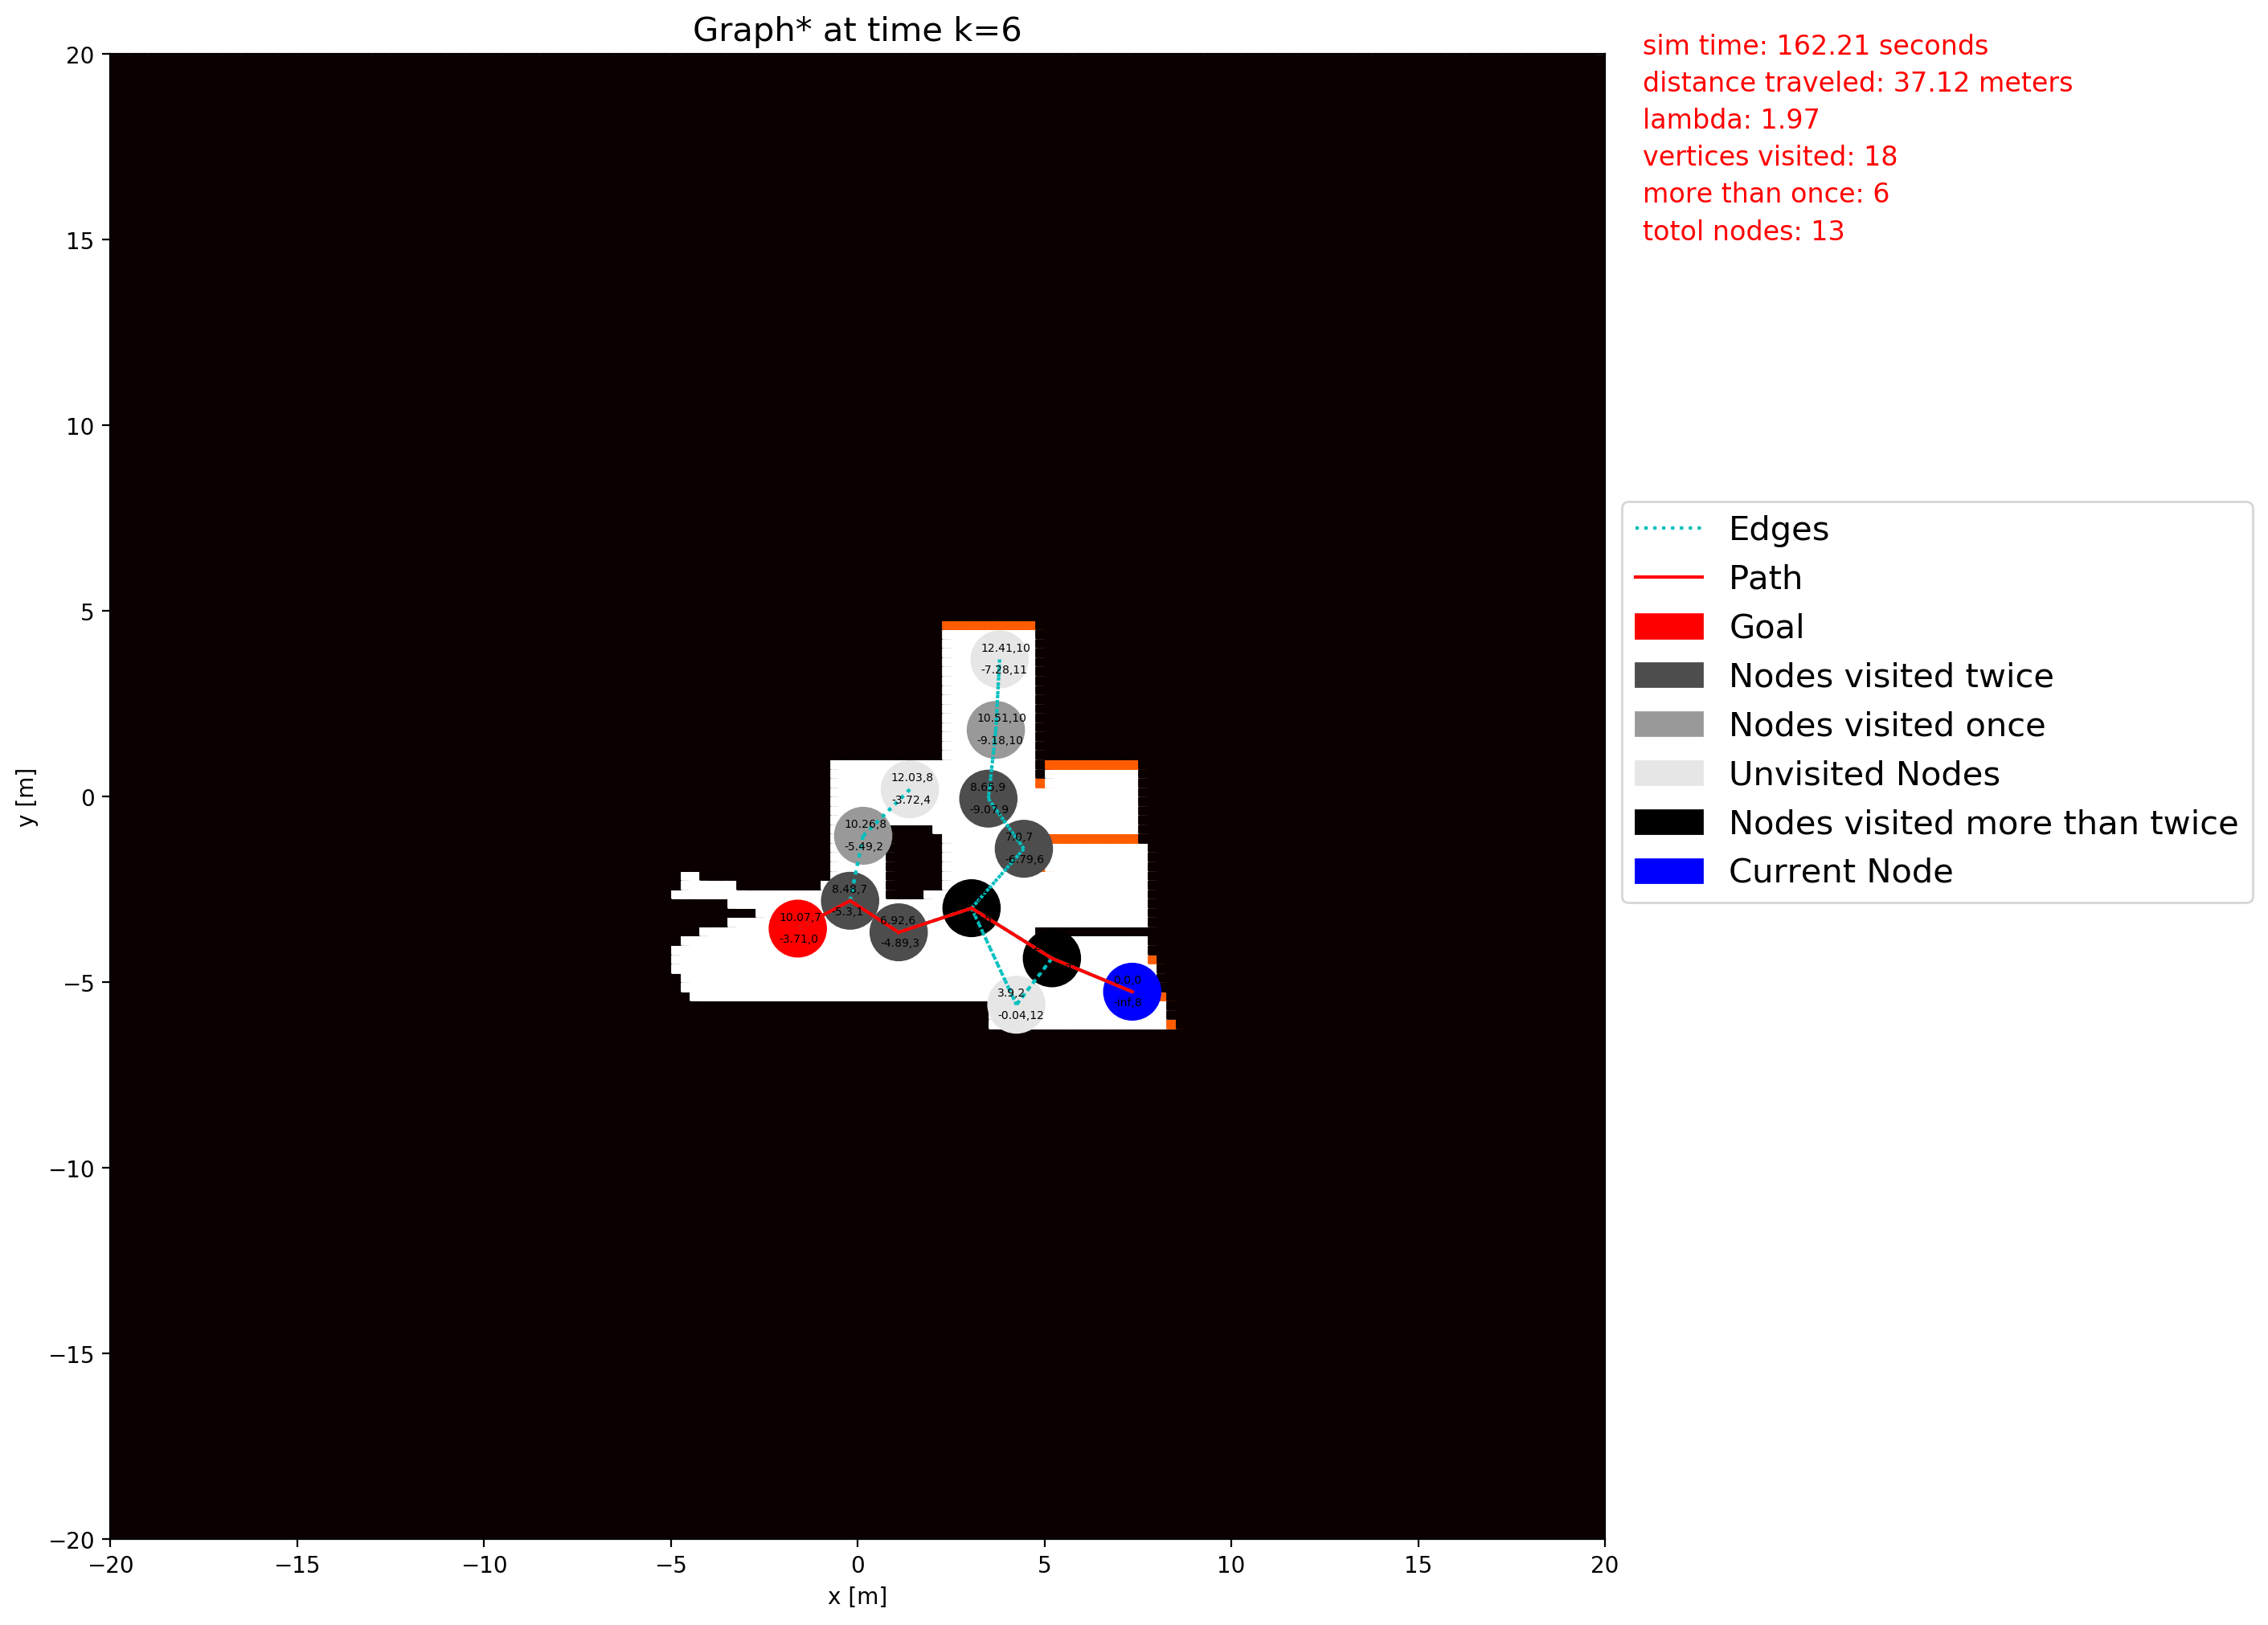 Graph* at time k=6
sim time: 162.21 seconds
distance traveled: 37.12 meters
lambda: 1.97
vertices visited: 18
more than once: 6
totol nodes: 13
20
15
10
5
0
−5
−10
−15
−20
y [m]
−20
−15
−10
−5
0
5
10
15
20
x [m]
12.41,10
-7.28,11
10.51,10
-9.18,10
12.03,8
-3.72,4
8.65,9
-9.07,9
10.26,8
-5.49,2
7.0,7
-6.79,6
8.48,7
-5.3,1
10.07,7
-3.71,0
6.92,6
-4.89,3
3.9,2
-0.04,12
0.0,0
-inf,8
Edges
Path
Goal
Nodes visited twice
Nodes visited once
Unvisited Nodes
Nodes visited more than twice
Current Node